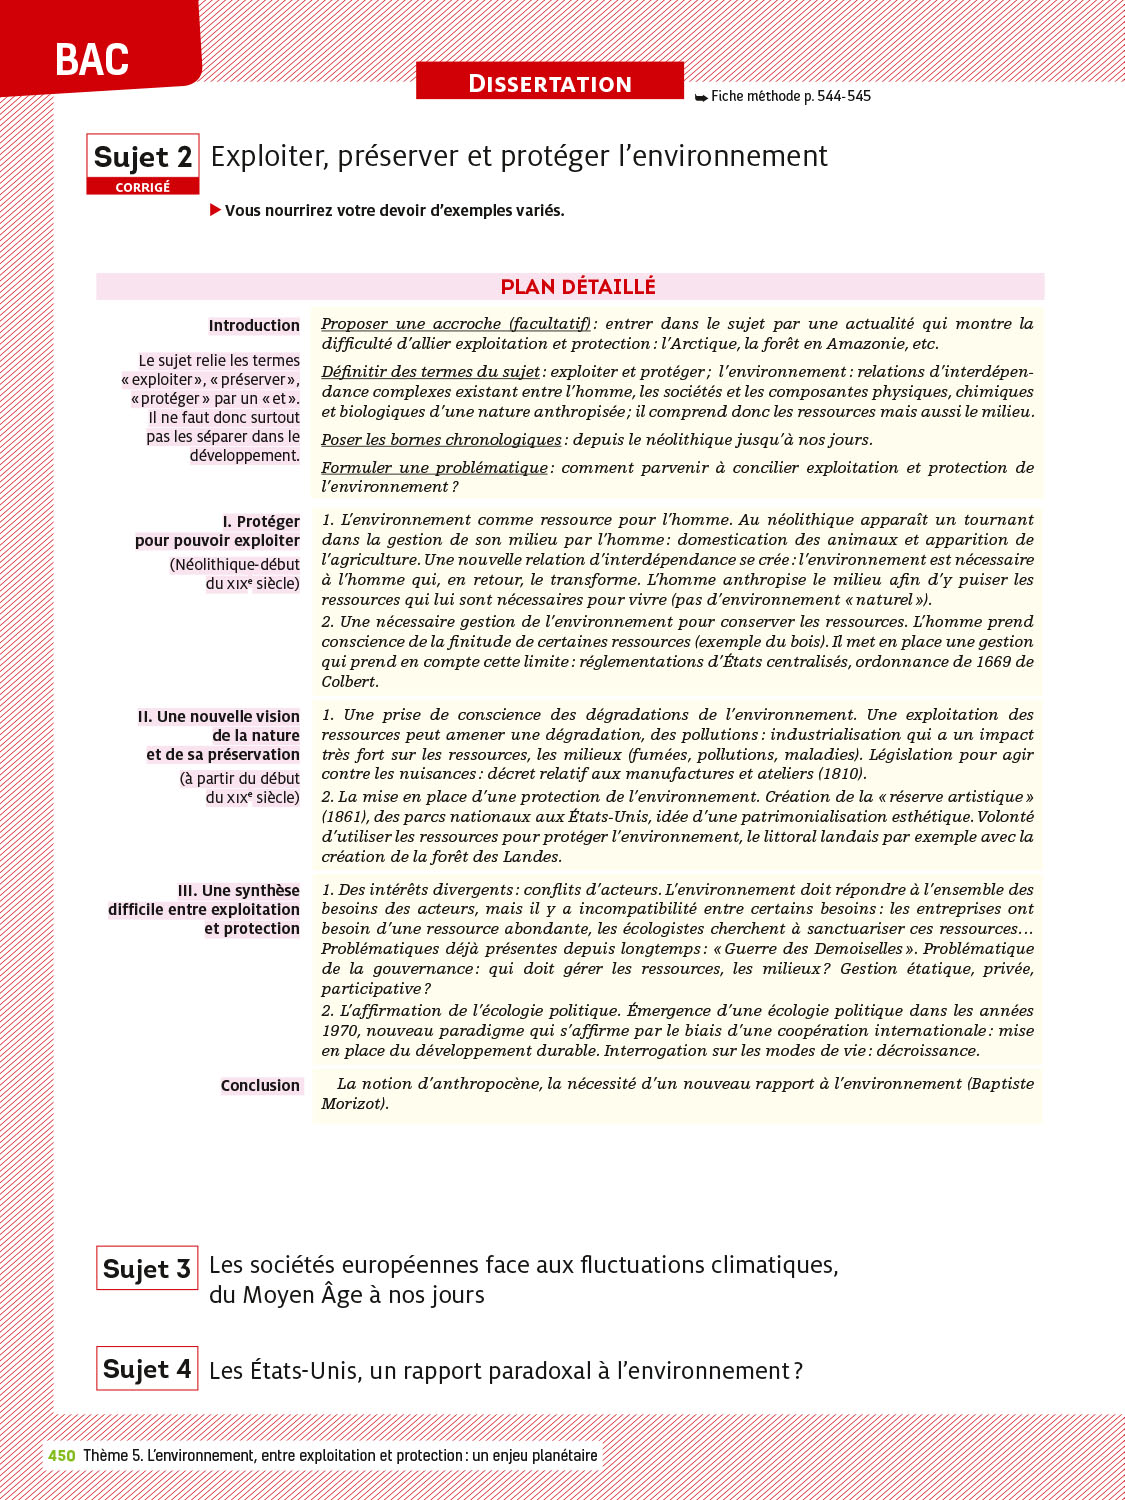 BAC
DISSERTATION
➥ Fiche méthode p. 544-545
Sujet 2
CORRIGÉ
Exploiter, préserver et protéger l’environnement
▶ Vous nourrirez votre devoir d’exemples variés.
PLAN DÉTAILLÉ
Introduction
Le sujet relie les termes
« exploiter », « préserver »,
« protéger » par un « et ».
Il ne faut donc surtout
pas les séparer dans le
développement.
Proposer une accroche (facultatif) : entrer dans le sujet par une actualité qui montre la
difficulté d’allier exploitation et protection : l’Arctique, la forêt en Amazonie, etc.
Définitir des termes du sujet : exploiter et protéger ; l’environnement : relations d’interdépen-
dance complexes existant entre l’homme, les sociétés et les composantes physiques, chimiques
et biologiques d’une nature anthropisée ; il comprend donc les ressources mais aussi le milieu.
Poser les bornes chronologiques : depuis le néolithique jusqu’à nos jours.
Formuler une problématique : comment parvenir à concilier exploitation et protection de
l’environnement ?
I. Protéger
pour pouvoir exploiter
(Néolithique-début
du XIXe siècle)
1. L’environnement comme ressource pour l’homme. Au néolithique apparaît un tournant
dans la gestion de son milieu par l’homme : domestication des animaux et apparition de
l’agriculture. Une nouvelle relation d’interdépendance se crée : l’environnement est nécessaire
à l’homme qui, en retour, le transforme. L’homme anthropise le milieu afin d’y puiser les
ressources qui lui sont nécessaires pour vivre (pas d’environnement « naturel »).
2. Une nécessaire gestion de l’environnement pour conserver les ressources. L’homme prend
conscience de la finitude de certaines ressources (exemple du bois). Il met en place une gestion
qui prend en compte cette limite : réglementations d’États centralisés, ordonnance de 1669 de
Colbert.
II. Une nouvelle vision
de la nature
et de sa préservation
(à partir du début
du XIXe siècle)
1. Une prise de conscience des dégradations de l’environnement. Une exploitation des
ressources peut amener une dégradation, des pollutions : industrialisation qui a un impact
très fort sur les ressources, les milieux (fumées, pollutions, maladies). Législation pour agir
contre les nuisances : décret relatif aux manufactures et ateliers (1810).
2. La mise en place d’une protection de l’environnement. Création de la « réserve artistique »
(1861), des parcs nationaux aux États-Unis, idée d’une patrimonialisation esthétique. Volonté
d’utiliser les ressources pour protéger l’environnement, le littoral landais par exemple avec la
création de la forêt des Landes.
III. Une synthèse
difficile entre exploitation
et protection
1. Des intérêts divergents : conflits d’acteurs. L’environnement doit répondre à l’ensemble des
besoins des acteurs, mais il y a incompatibilité entre certains besoins : les entreprises ont
besoin d’une ressource abondante, les écologistes cherchent à sanctuariser ces ressources…
Problématiques déjà présentes depuis longtemps : « Guerre des Demoiselles ». Problématique
de la gouvernance : qui doit gérer les ressources, les milieux ? Gestion étatique, privée,
participative ?
2. L’affirmation de l’écologie politique. Émergence d’une écologie politique dans les années
1970, nouveau paradigme qui s’affirme par le biais d’une coopération internationale : mise
en place du développement durable. Interrogation sur les modes de vie : décroissance.
Conclusion
La notion d’anthropocène, la nécessité d’un nouveau rapport à l’environnement (Baptiste
Morizot).
Sujet 3
Les sociétés européennes face aux fluctuations climatiques,
du Moyen Âge à nos jours
Sujet 4
Les États-Unis, un rapport paradoxal à l’environnement ?
450 Thème 5. L’environnement, entre exploitation et protection : un enjeu planétaire